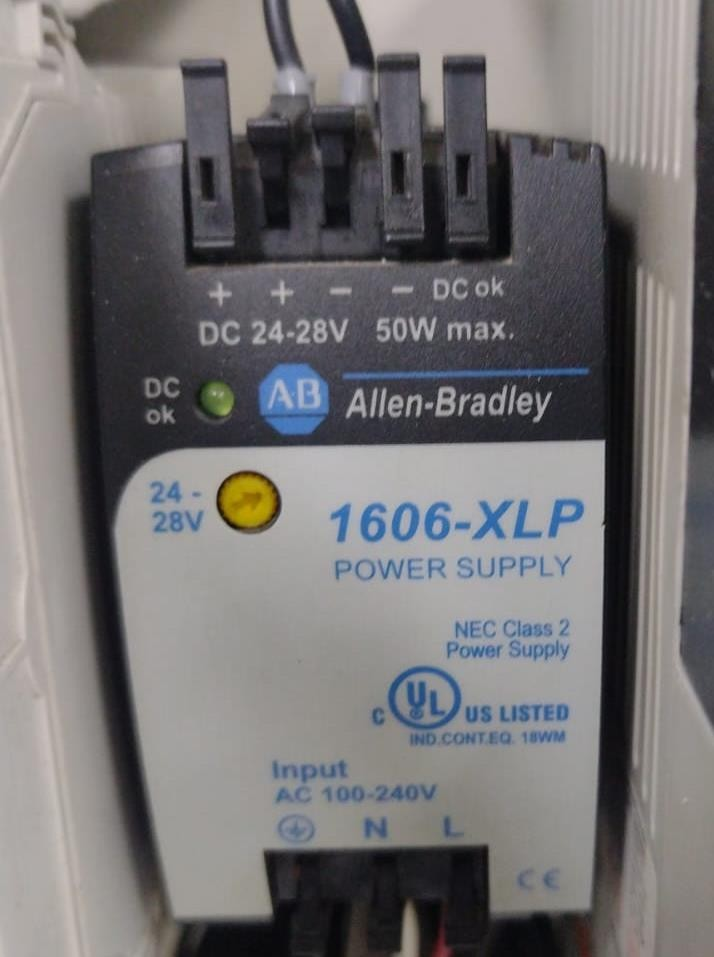 + + − − DC ok
DC 24-28V 50W max.
DC
ok
AB
Allen-Bradley
24 -
28V
1606-XLP
POWER SUPPLY
NEC Class 2
Power Supply
C UL US LISTED
IND.CONT.EQ. 18WM
Input
AC 100-240V
N L
CE